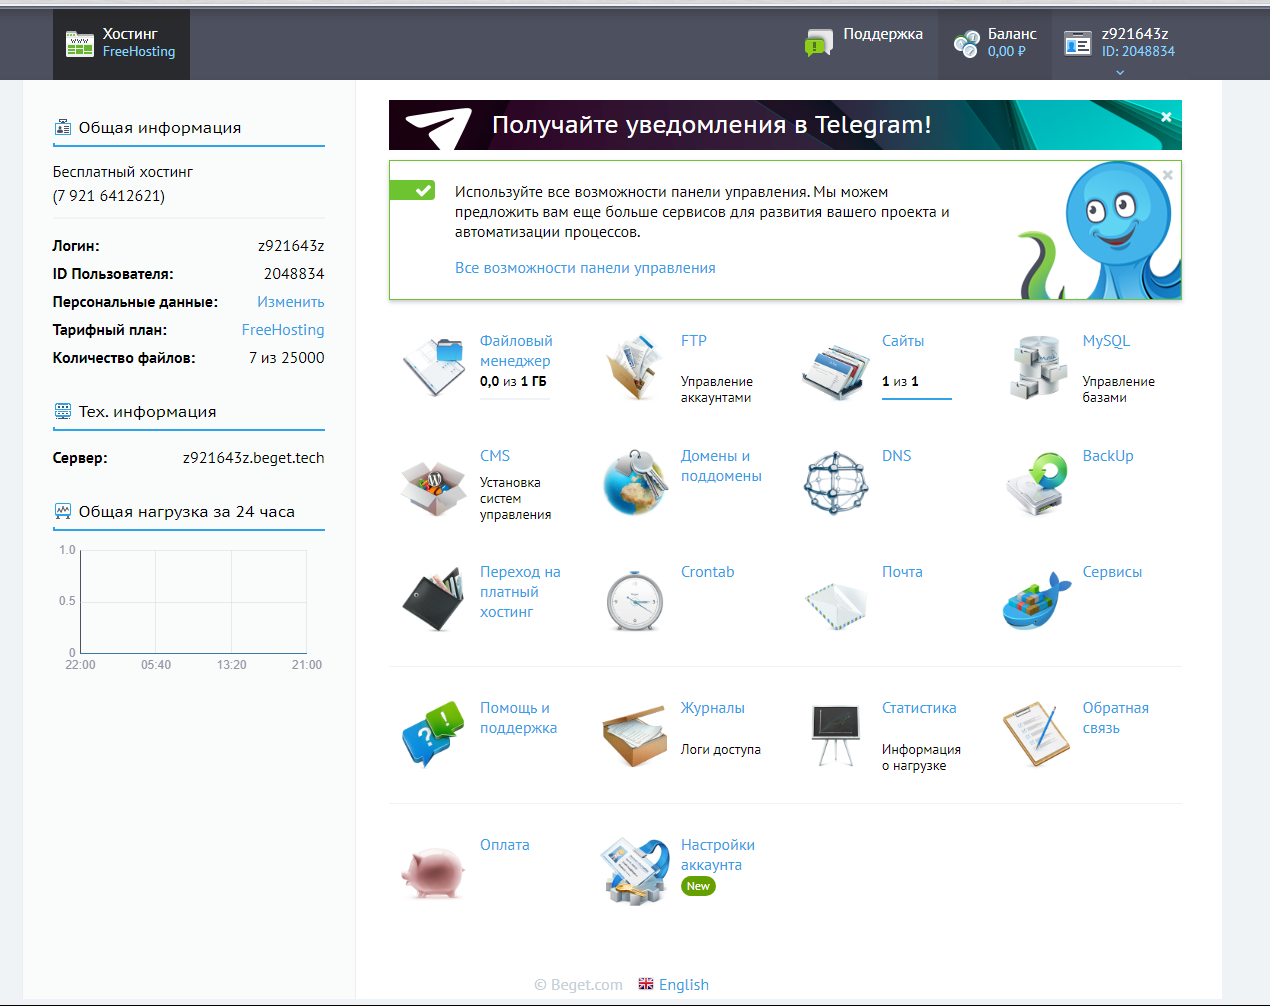 Хостинг
FreeHosting
Поддержка
Баланс
0,00 ₽
z921643z
ID: 2048834
Общая информация
Бесплатный хостинг
(7 921 6412621)
Логин: z921643z
ID Пользователя: 2048834
Персональные данные: Изменить
Тарифный план: FreeHosting
Количество файлов: 7 из 25000
Тех. информация
Сервер: z921643z.beget.tech
Общая нагрузка за 24 часа
1.0
0.5
0
22:00 05:40 13:20 21:00
Получайте уведомления в Telegram!
Используйте все возможности панели управления. Мы можем
предложить вам еще больше сервисов для развития вашего проекта и
автоматизации процессов.
Все возможности панели управления
Файловый
менеджер
0,0 из 1 ГБ
FTP
Управление
аккаунтами
Сайты
1 из 1
MySQL
Управление
базами
CMS
Установка
систем
управления
Домены и
поддомены
DNS
BackUp
Переход на
платный
хостинг
Crontab
Почта
Сервисы
Помощь и
поддержка
Журналы
Логи доступа
Статистика
Информация
о нагрузке
Обратная
связь
Оплата
Настройки
аккаунта
New
© Beget.com English